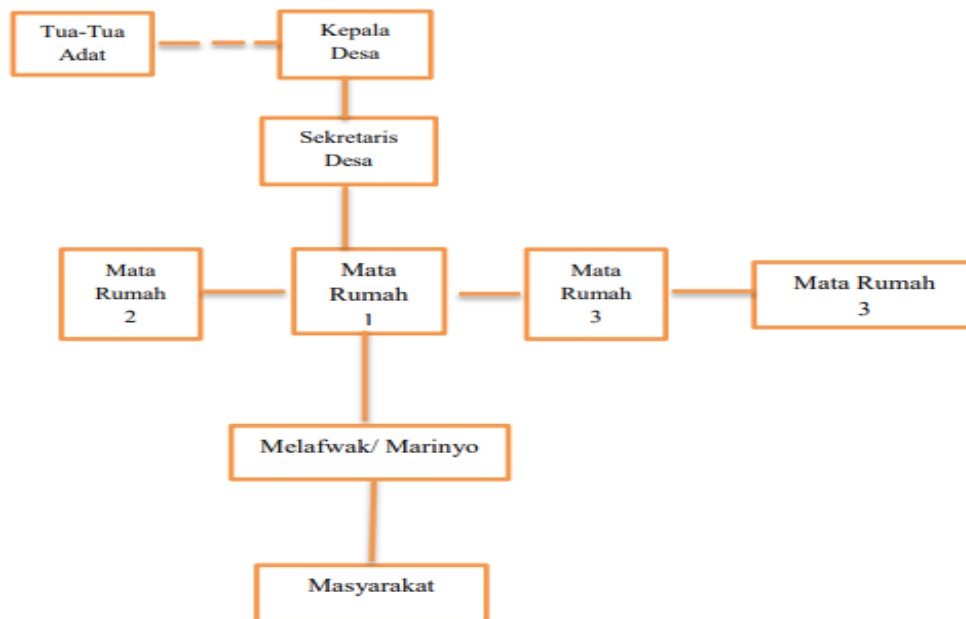 Tua-Tua
Adat
Kepala
Desa
Sekretaris
Desa
Mata
Rumah
2
Mata
Rumah
1
Mata
Rumah
3
Mata Rumah
3
Melafwak/ Marinyo
Masyarakat